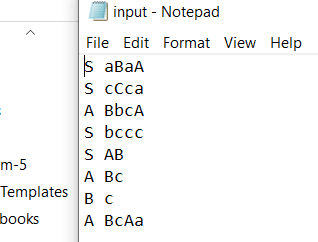 input - Notepad
File Edit Format View Help
S aBaA
S cCca
A BbcA
S bccc
S AB
A Bc
B c
A BcAa
m-5
Templates
books